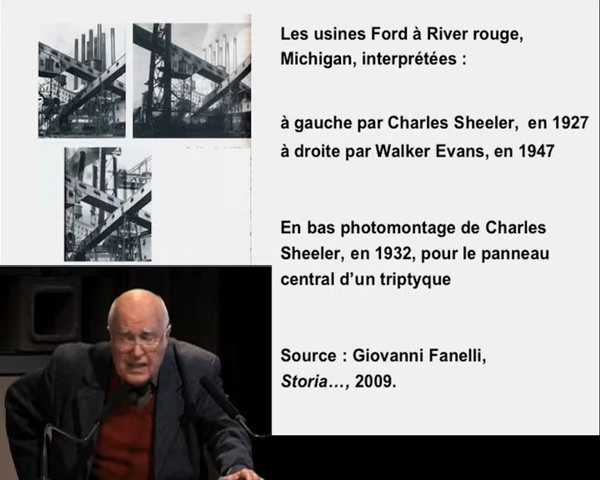 Les usines Ford à River rouge,
Michigan, interprétées :
à gauche par Charles Sheeler, en 1927
à droite par Walker Evans, en 1947
En bas photomontage de Charles
Sheeler, en 1932, pour le panneau
central d’un triptyque
Source : Giovanni Fanelli,
Storia…, 2009.